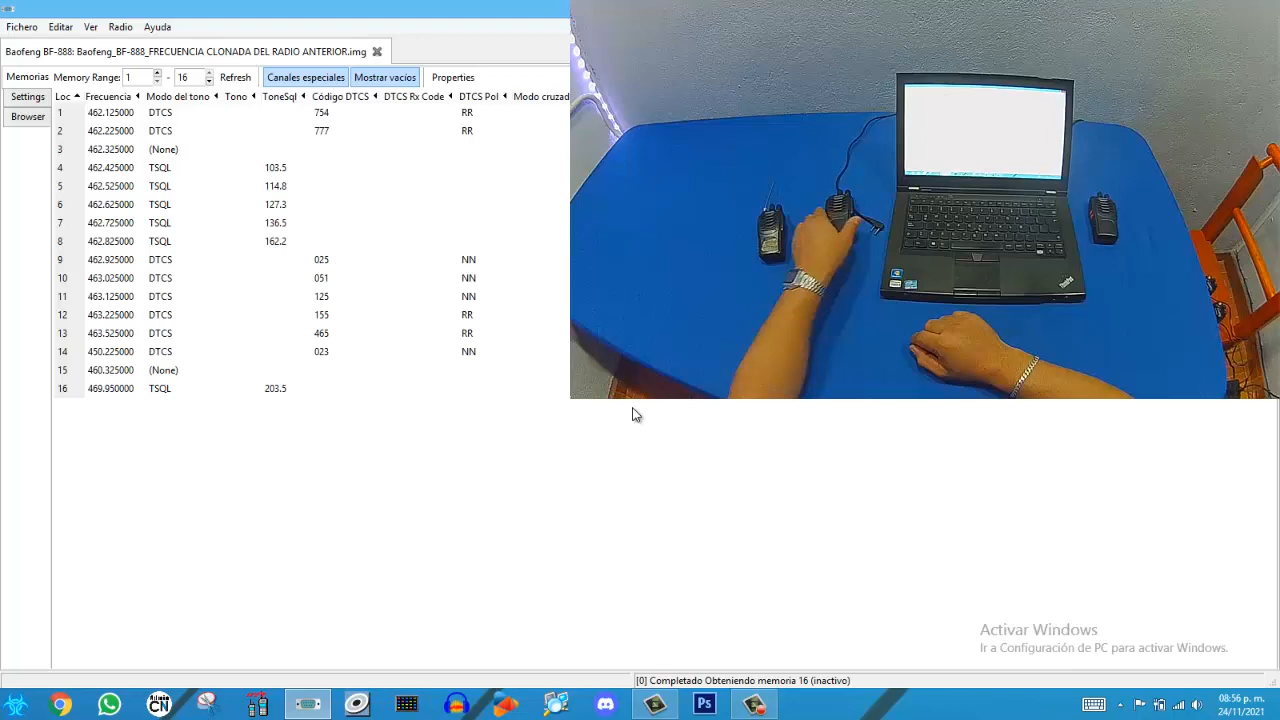 Fichero Editar Ver Radio Ayuda
Baofeng BF-888: Baofeng_BF-888_FRECUENCIA CLONADA DEL RADIO ANTERIOR.img
Memorias Memory Range: 1 - 16 Refresh Canales especiales Mostrar vacíos Properties
Settings
Browser
Loc Frecuencia Modo del tono Tono ToneSql Código DTCS DTCS Rx Code DTCS Pol Modo cruzad
1 462.125000 DTCS 754 RR
2 462.225000 DTCS 777 RR
3 462.325000 (None)
4 462.425000 TSQL 103.5
5 462.525000 TSQL 114.8
6 462.625000 TSQL 127.3
7 462.725000 TSQL 136.5
8 462.825000 TSQL 162.2
9 462.925000 DTCS 025 NN
10 463.025000 DTCS 051 NN
11 463.125000 DTCS 125 NN
12 463.225000 DTCS 155 RR
13 463.525000 DTCS 465 RR
14 450.225000 DTCS 023 NN
15 460.325000 (None)
16 469.950000 TSQL 203.5
ThinkPad
Activar Windows
Ir a Configuración de PC para activar Windows.
[0] Completado Obteniendo memoria 16 (inactivo)
CN
Ps
08:56 p. m.
24/11/2021